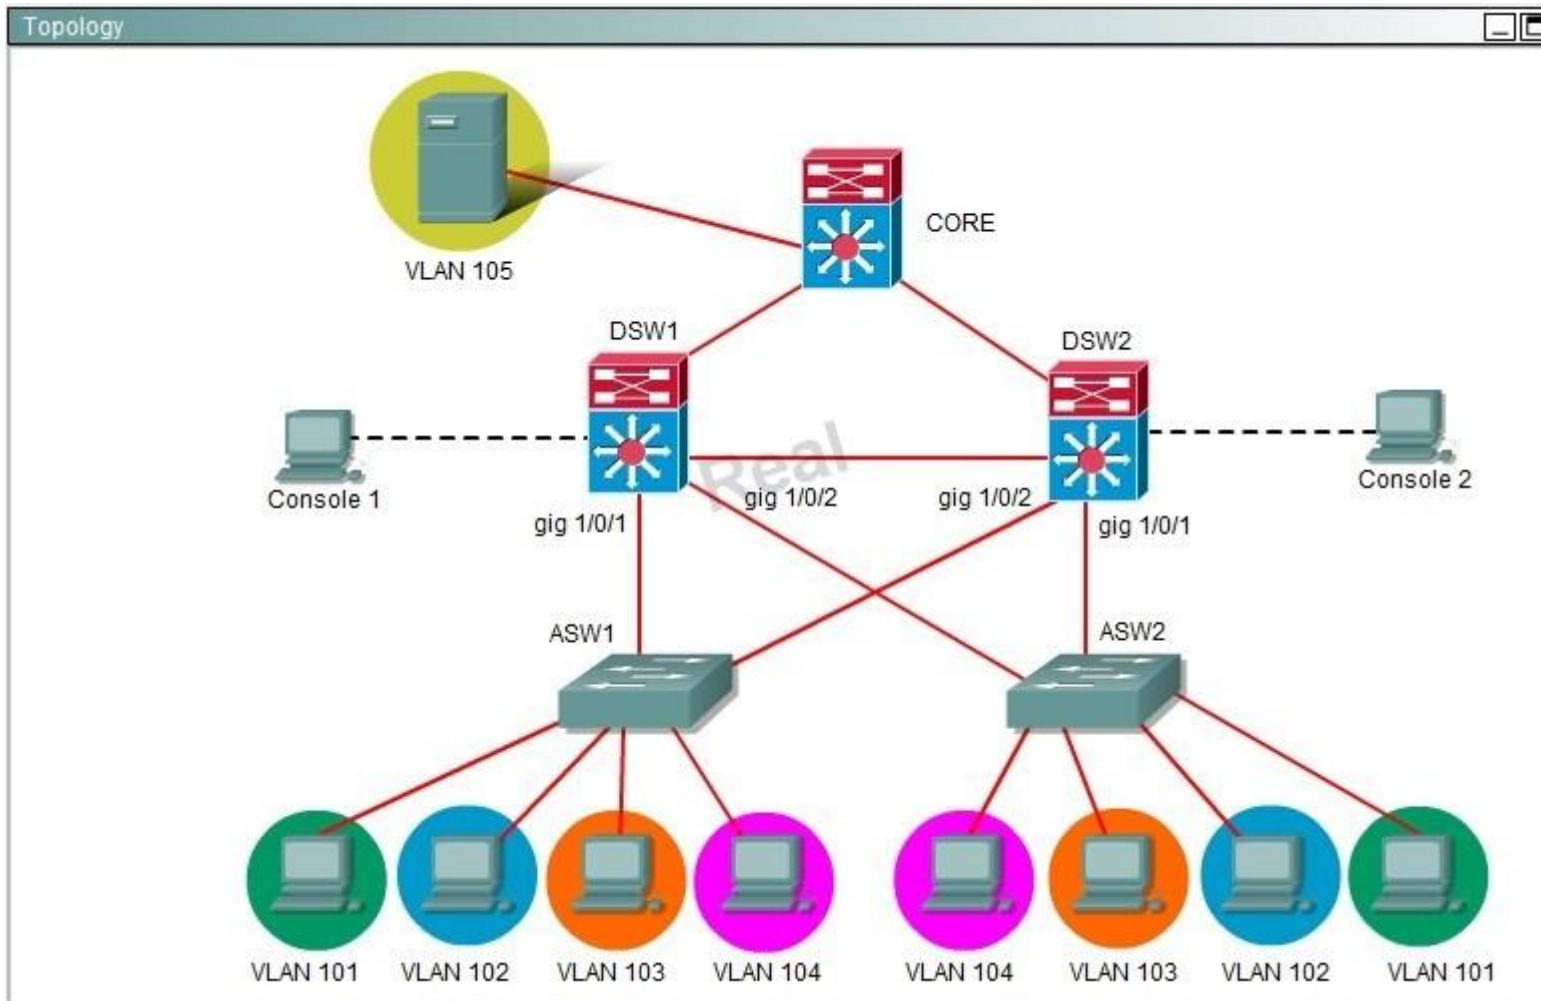 Topology
CORE
VLAN 105
DSW1
DSW2
Console 1
Console 2
Real
gig 1/0/2
gig 1/0/2
gig 1/0/1
gig 1/0/1
ASW1
ASW2
VLAN 101
VLAN 102
VLAN 103
VLAN 104
VLAN 104
VLAN 103
VLAN 102
VLAN 101